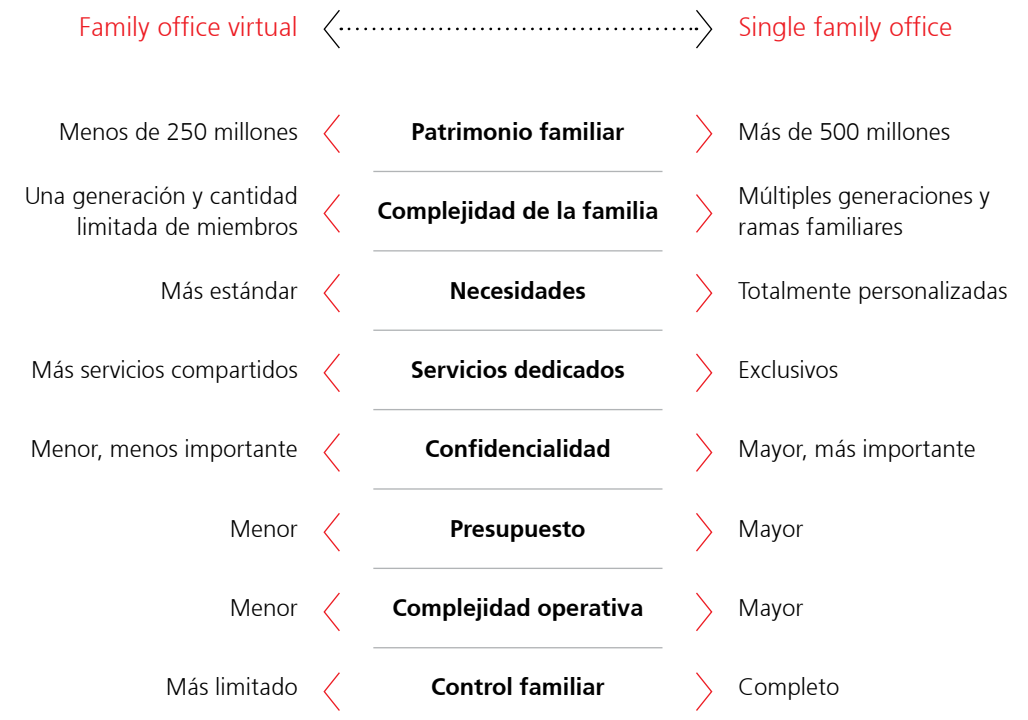 Family office virtual
Single family office
Menos de 250 millones
Patrimonio familiar
Más de 500 millones
Una generación y cantidad
limitada de miembros
Complejidad de la familia
Múltiples generaciones y
ramas familiares
Más estándar
Necesidades
Totalmente personalizadas
Más servicios compartidos
Servicios dedicados
Exclusivos
Menor, menos importante
Confidencialidad
Mayor, más importante
Menor
Presupuesto
Mayor
Menor
Complejidad operativa
Mayor
Más limitado
Control familiar
Completo